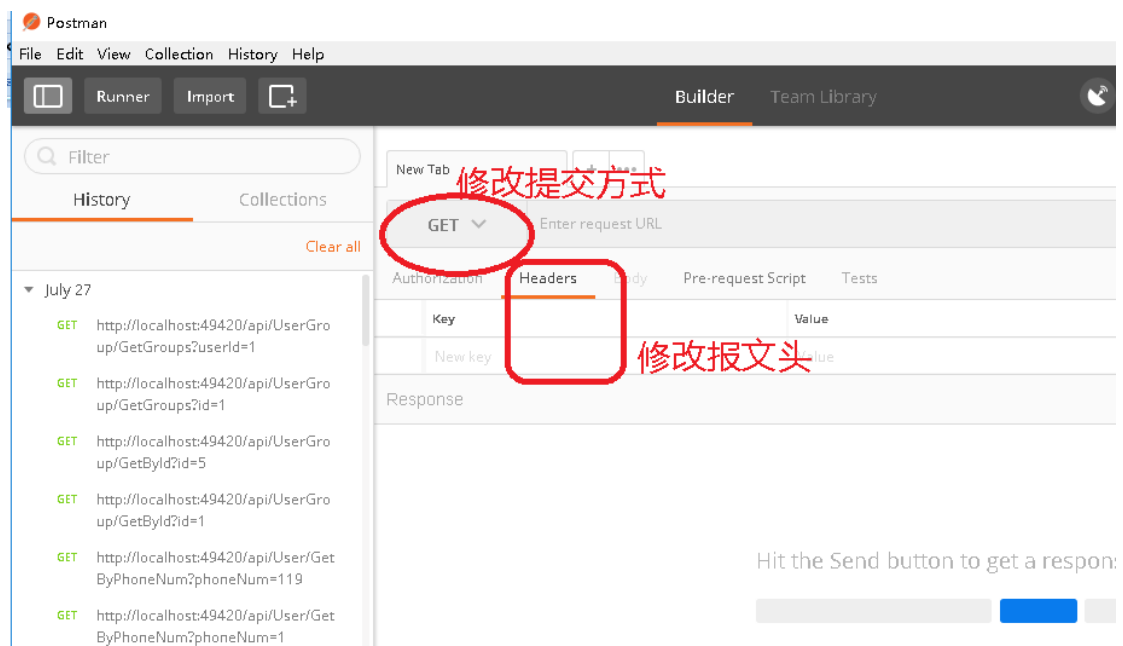 Postman
File Edit View Collection History Help
Runner Import Builder Team Library
Filter
History Collections
Clear all
July 27
GET http://localhost:49420/api/UserGro
up/GetGroups?userId=1
GET http://localhost:49420/api/UserGro
up/GetGroups?id=1
GET http://localhost:49420/api/UserGro
up/GetById?id=5
GET http://localhost:49420/api/UserGro
up/GetById?id=1
GET http://localhost:49420/api/User/Get
ByPhoneNum?phoneNum=119
GET http://localhost:49420/api/User/Get
ByPhoneNum?phoneNum=1
New Tab
修改提交方式
GET Enter request URL
Authorization Headers Body Pre-request Script Tests
Key Value
New key Value
修改报文头
Response
Hit the Send button to get a respons